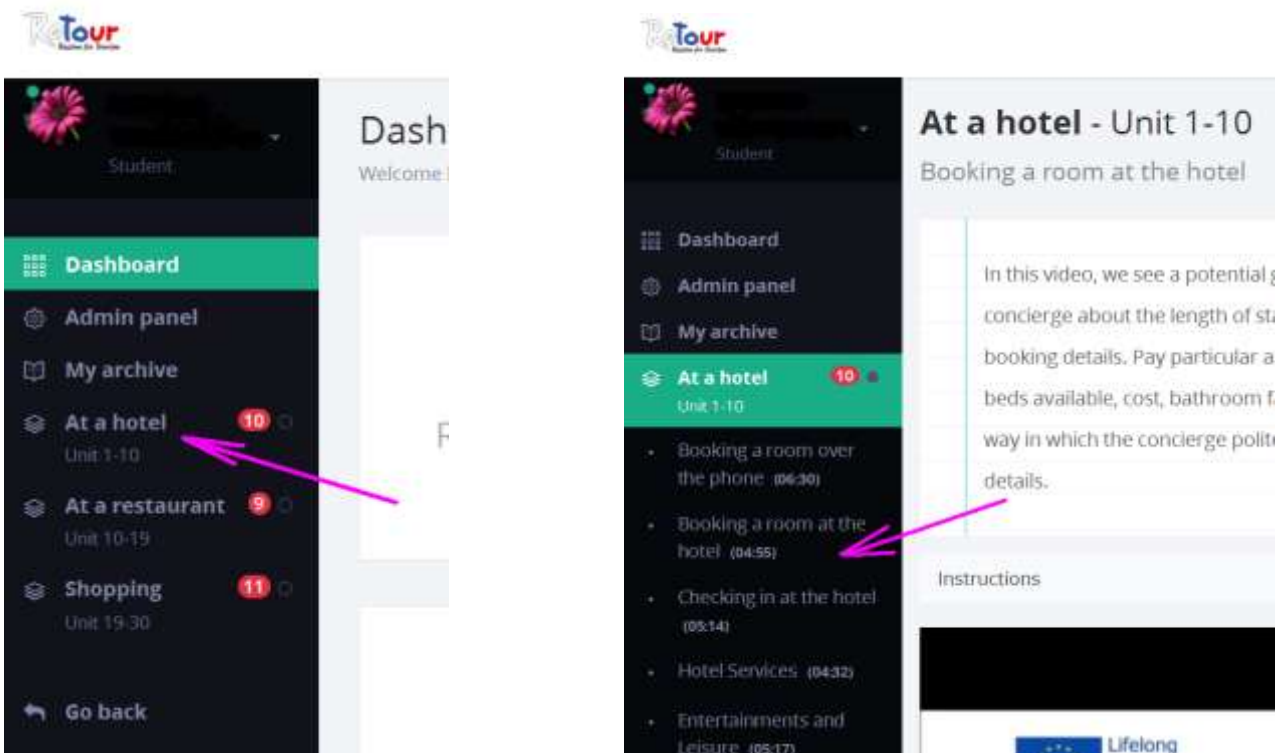 Tour
Student
Dash
Welcome
Dashboard
Admin panel
My archive
At a hotel 10
Unit 1-10
At a restaurant 9
Unit 10-19
Shopping 11
Unit 19-30
Go back
Tour
Student
Dashboard
Admin panel
My archive
At a hotel 10
Unit 1-10
Booking a room over
the phone (06:30)
Booking a room at the
hotel (04:55)
Checking in at the hotel
(05:14)
Hotel Services (04:32)
Entertainments and
Leisure (05:17)
At a hotel - Unit 1-10
Booking a room at the hotel
In this video, we see a potential g
concierge about the length of sta
booking details. Pay particular a
beds available, cost, bathroom f
way in which the concierge polit
details.
Instructions
Lifelong